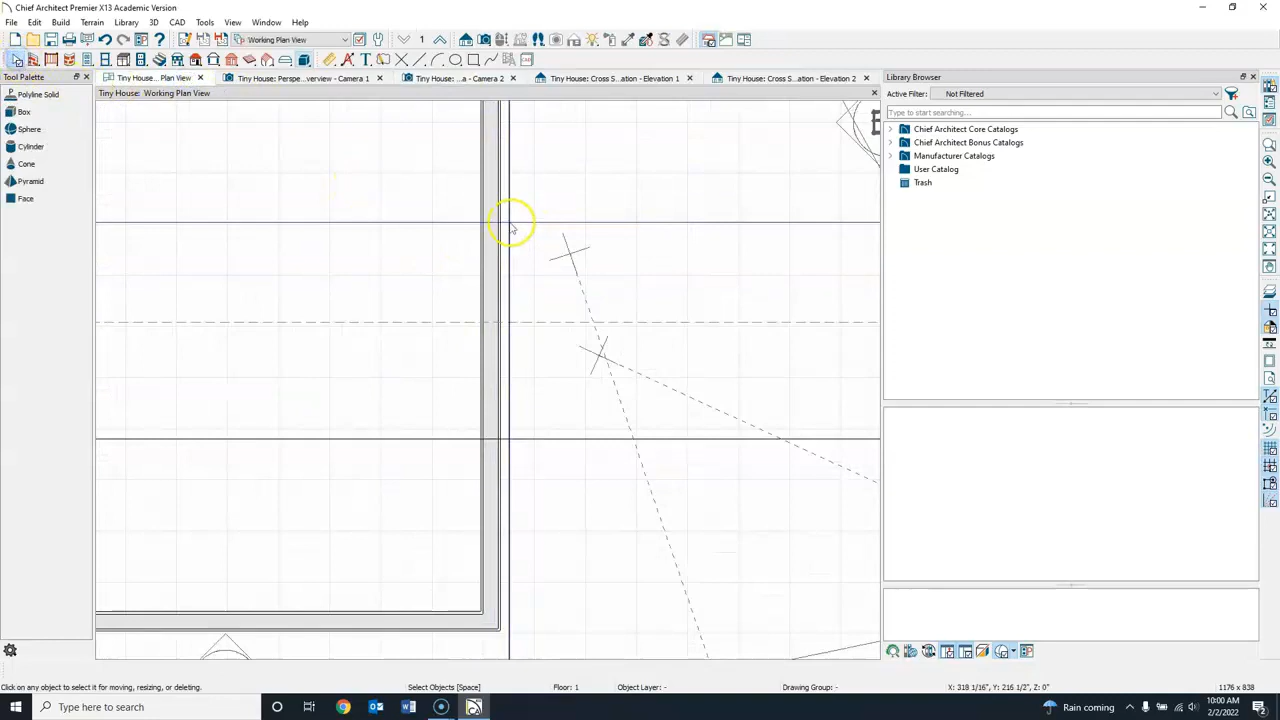 Chief Architect Premier X13 Academic Version
File Edit Build Terrain Library 3D CAD Tools View Window Help
Working Plan View 1
Tool Palette
Tiny House... Plan View
Tiny House: Perspe...verview - Camera 1
Tiny House: ...a - Camera 2
Tiny House: Cross S...ation - Elevation 1
Tiny House: Cross S...ation - Elevation 2
Library Browser
Tiny House: Working Plan View
Active Filter: Not Filtered
Type to start searching...
Polyline Solid
Box
Sphere
Cylinder
Cone
Pyramid
Face
Chief Architect Core Catalogs
Chief Architect Bonus Catalogs
Manufacturer Catalogs
User Catalog
Trash
Click on any object to select it for moving, resizing, or deleting. Select Objects [Space] Floor: 1 Object Layer: - Drawing Group: - X: 318 1/16", Y: 216 1/2", Z: 0" 1176 x 838
Type here to search
Rain coming
10:00 AM
2/2/2022